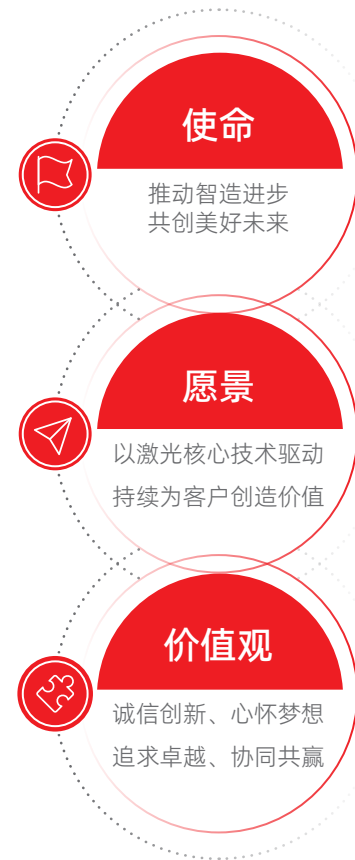 使命
推动智造进步
共创美好未来
愿景
以激光核心技术驱动
持续为客户创造价值
价值观
诚信创新、心怀梦想
追求卓越、协同共赢